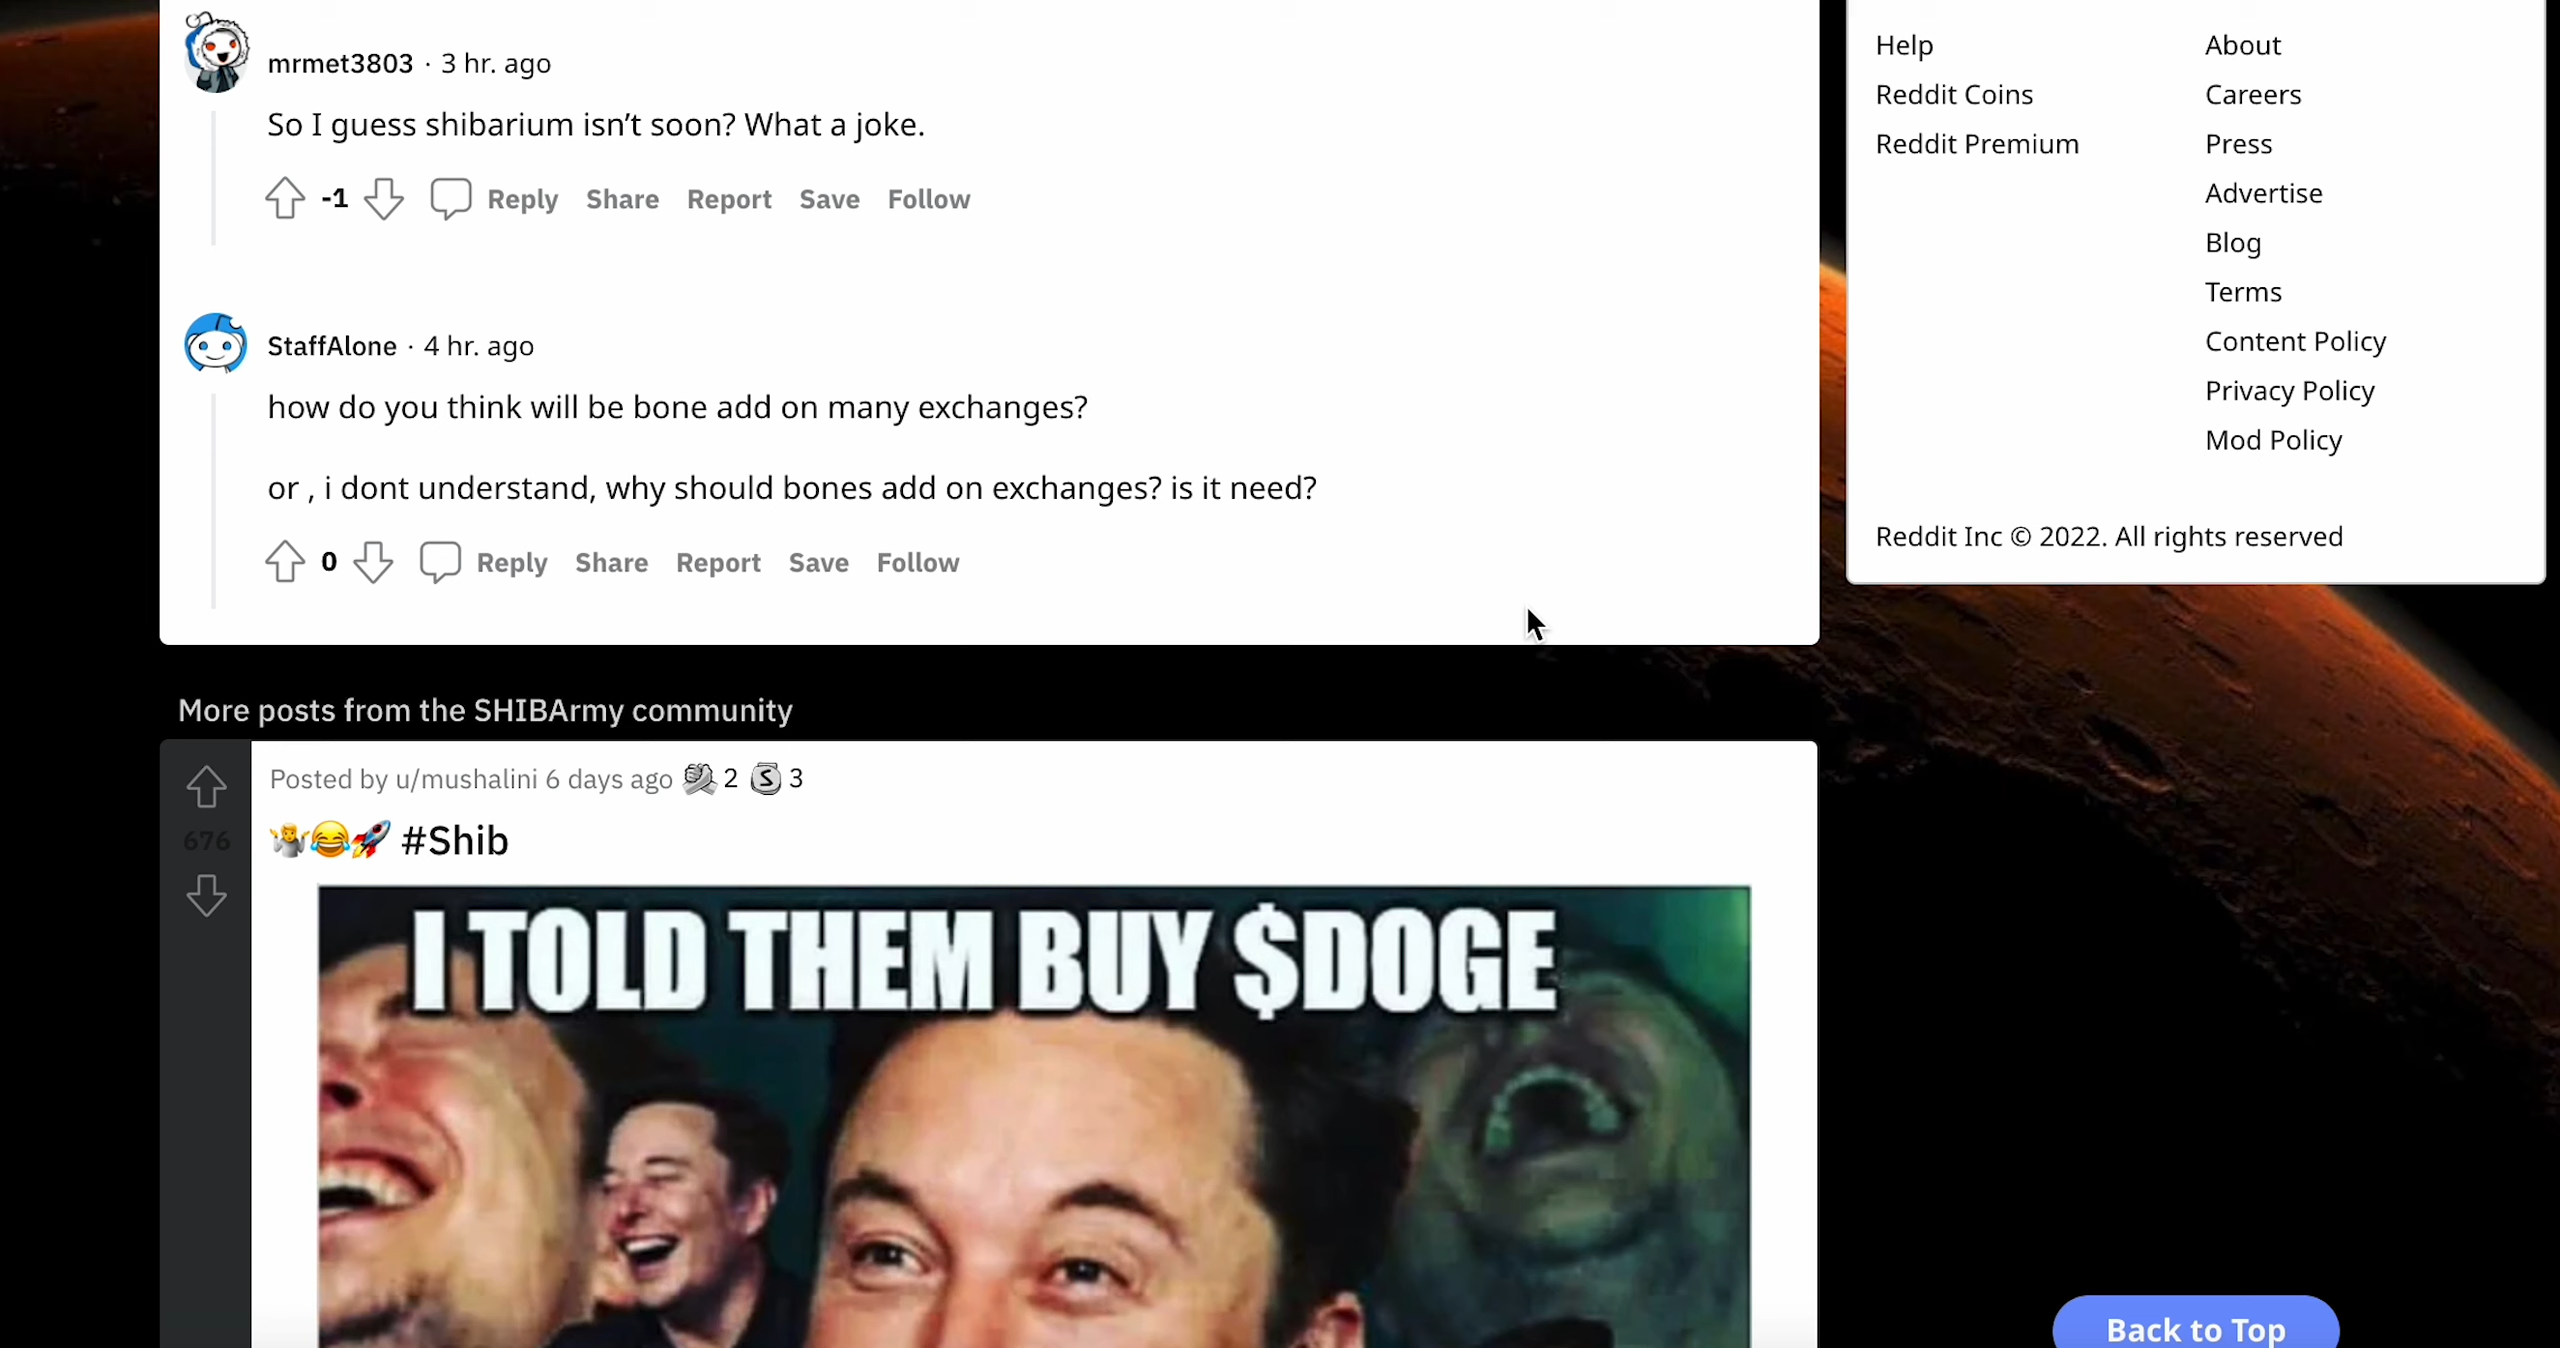 mrmet3803 · 3 hr. ago
So I guess shibarium isn’t soon? What a joke.
-1 Reply Share Report Save Follow
StaffAlone · 4 hr. ago
how do you think will be bone add on many exchanges?
or , i dont understand, why should bones add on exchanges? is it need?
0 Reply Share Report Save Follow
More posts from the SHIBArmy community
Posted by u/mushalini 6 days ago 2 3
676
#Shib
I TOLD THEM BUY $DOGE
Help
Reddit Coins
Reddit Premium
About
Careers
Press
Advertise
Blog
Terms
Content Policy
Privacy Policy
Mod Policy
Reddit Inc © 2022. All rights reserved
Back to Top